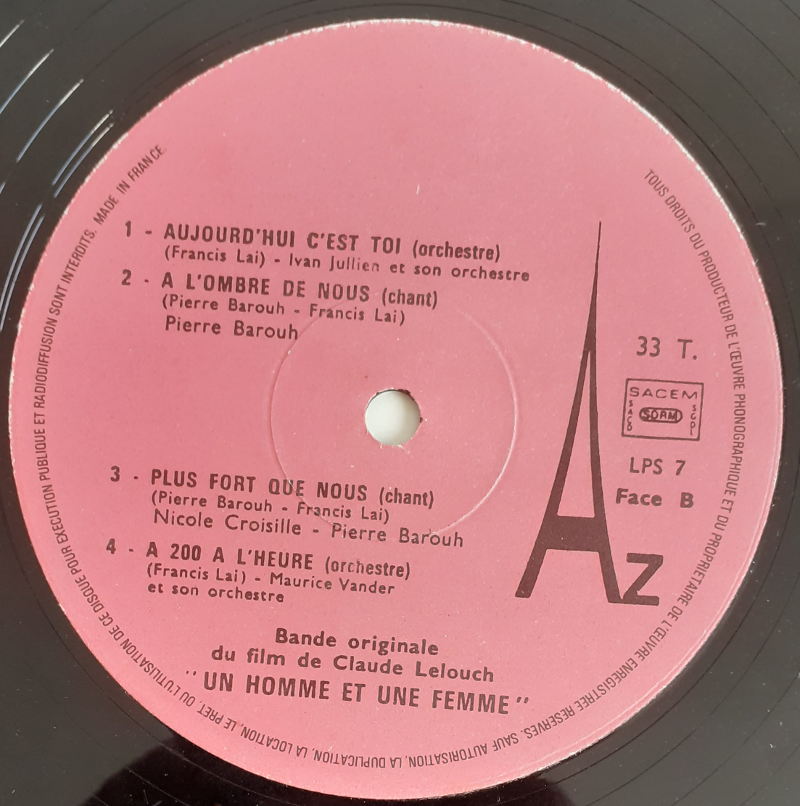 1 - AUJOURD'HUI C'EST TOI (orchestre)
(Francis Lai) - Ivan Jullien et son orchestre
2 - A L'OMBRE DE NOUS (chant)
(Pierre Barouh - Francis Lai)
Pierre Barouh
3 - PLUS FORT QUE NOUS (chant)
(Pierre Barouh - Francis Lai)
Nicole Croisille - Pierre Barouh
4 - A 200 A L'HEURE (orchestre)
(Francis Lai) - Maurice Vander
et son orchestre
33 T.
SACEM
SACD
SDRM
SGDL
LPS 7
Face B
AZ
Bande originale
du film de Claude Lelouch
"UN HOMME ET UNE FEMME"
TOUS DROITS DU PRODUCTEUR DE L'ŒUVRE PHONOGRAPHIQUE ET DU PROPRIETAIRE DE L'ŒUVRE ENREGISTREE RESERVES. SAUF AUTORISATION, LA DUPLICATION, LA LOCATION, LE PRET, OU L'UTILISATION DE CE DISQUE POUR EXECUTION PUBLIQUE ET RADIODIFFUSION SONT INTERDITS. MADE IN FRANCE